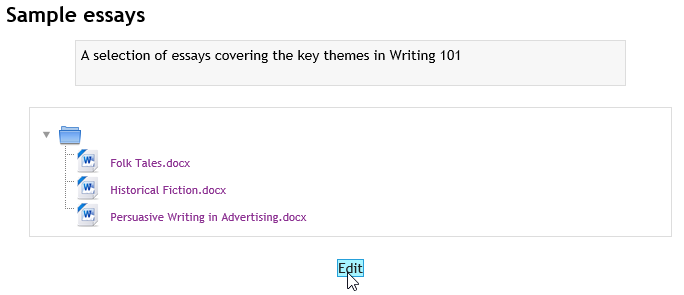 Sample essays
A selection of essays covering the key themes in Writing 101
Folk Tales.docx
Historical Fiction.docx
Persuasive Writing in Advertising.docx
Edit